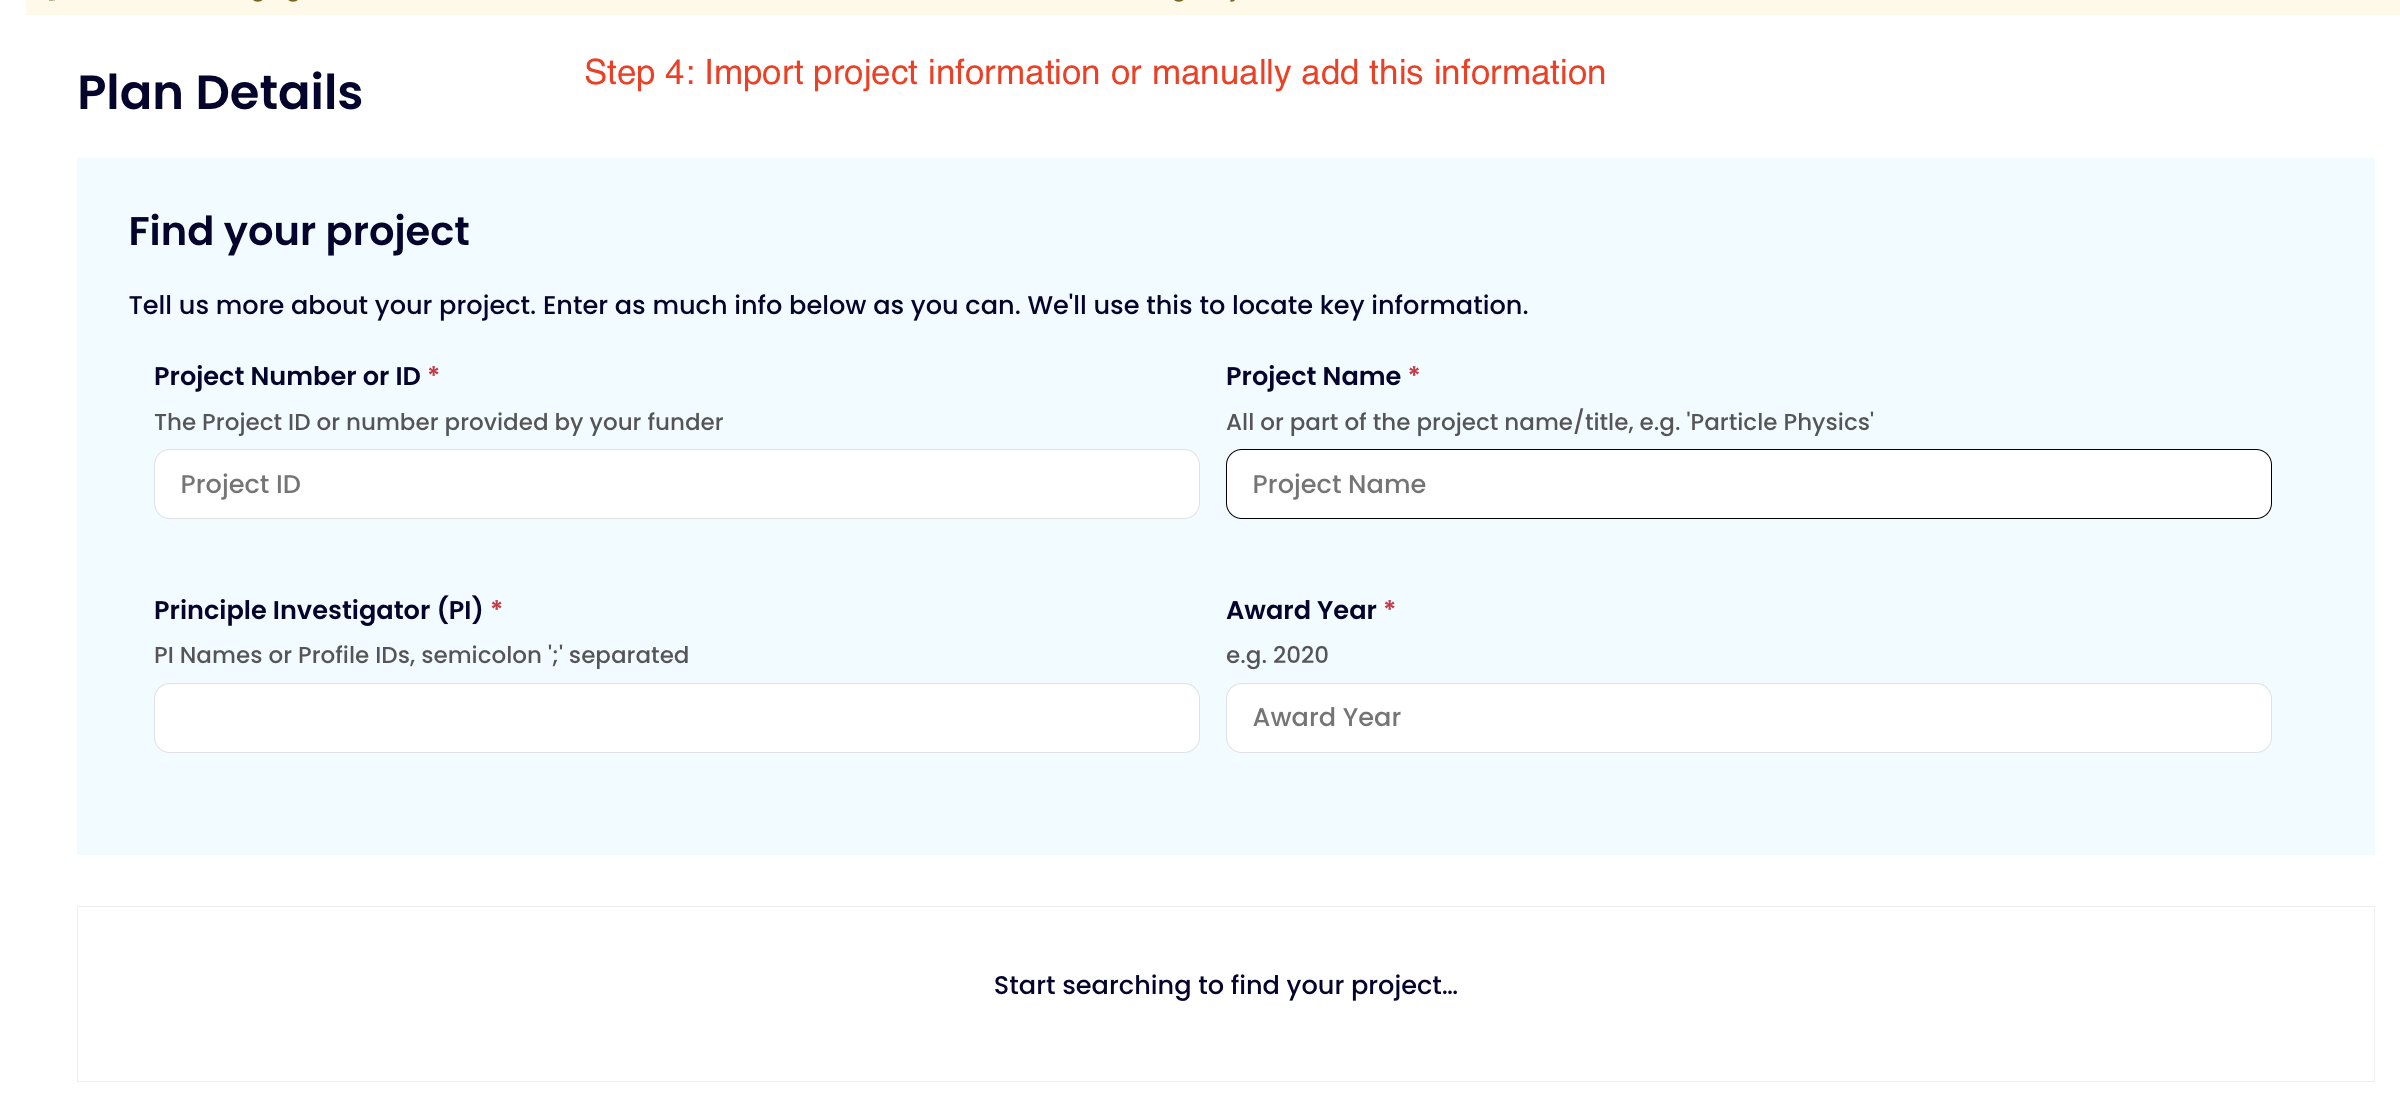 Plan Details
Step 4: Import project information or manually add this information
Find your project
Tell us more about your project. Enter as much info below as you can. We'll use this to locate key information.
Project Number or ID *
The Project ID or number provided by your funder
Project ID
Project Name *
All or part of the project name/title, e.g. 'Particle Physics'
Project Name
Principle Investigator (PI) *
PI Names or Profile IDs, semicolon ';' separated
Award Year *
e.g. 2020
Award Year
Start searching to find your project...